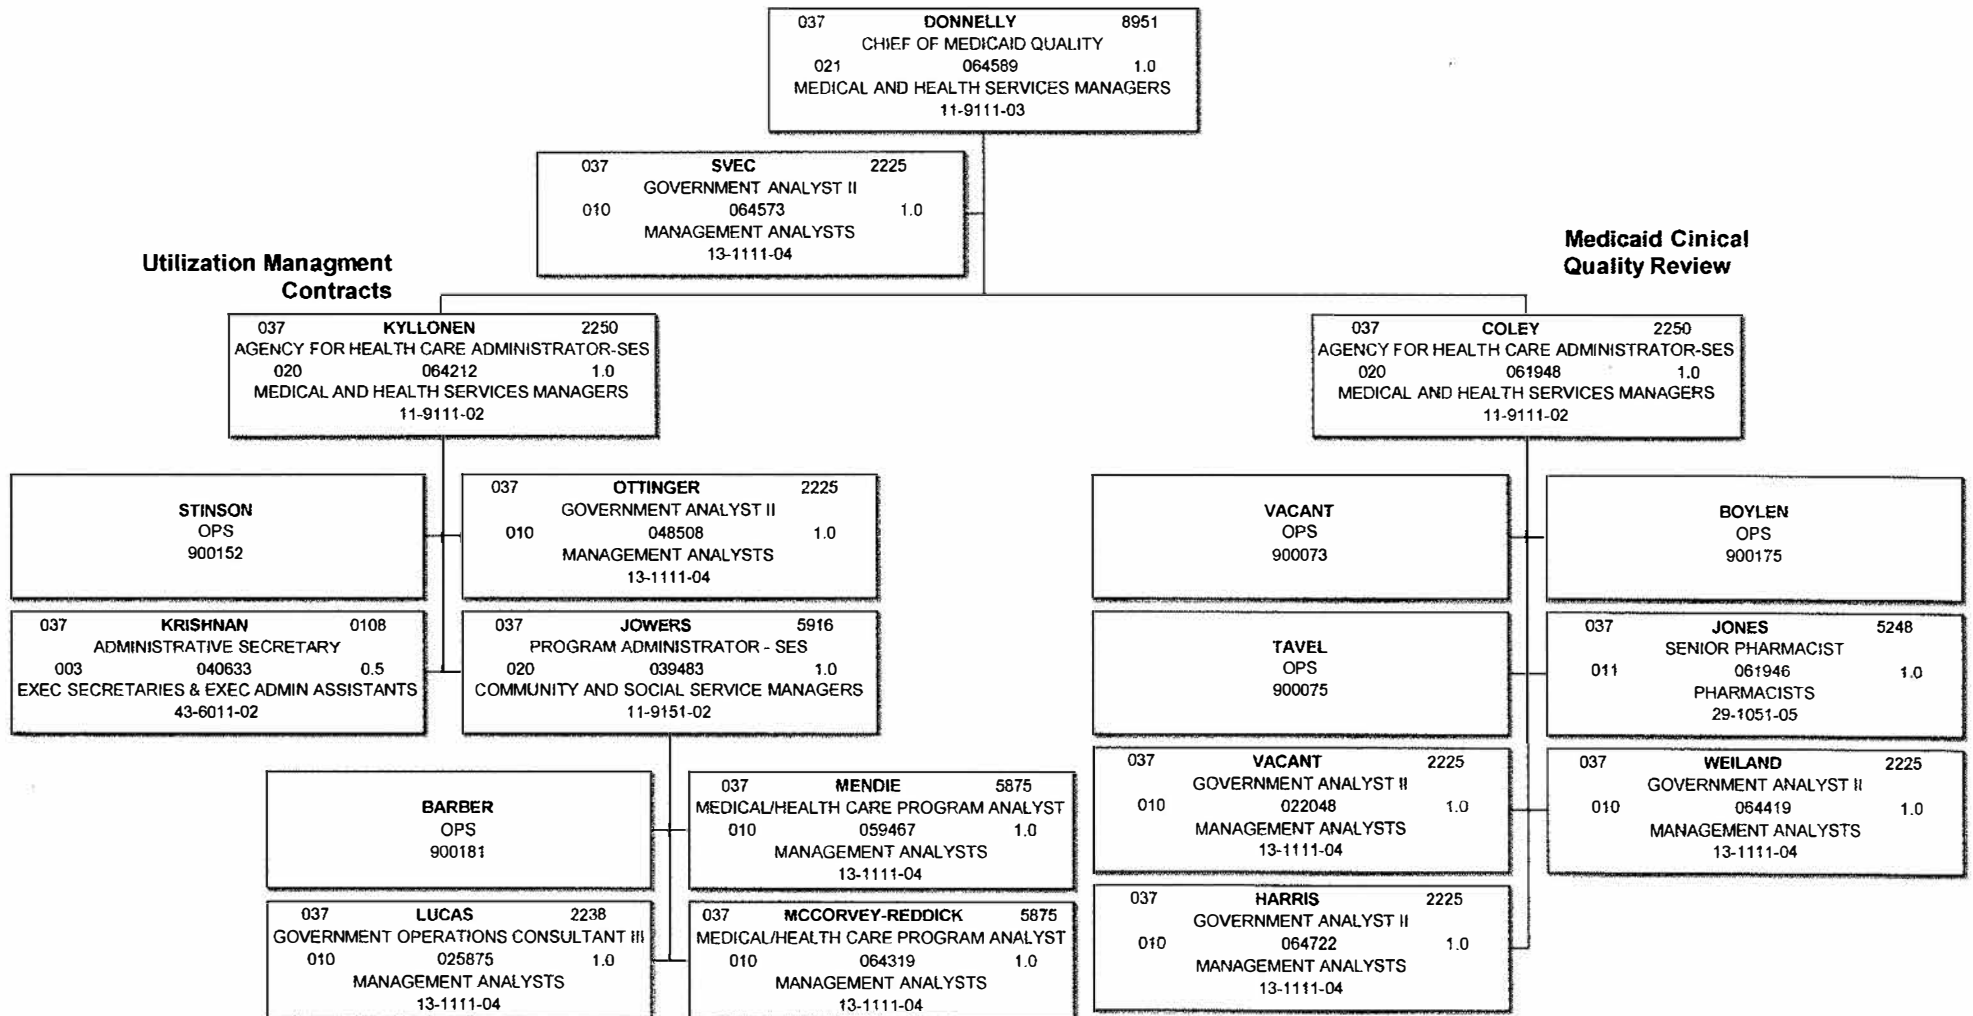 037 DONNELLY 8951
CHIEF OF MEDICAID QUALITY
021 064589 1.0
MEDICAL AND HEALTH SERVICES MANAGERS
11-9111-03
037 SVEC 2225
GOVERNMENT ANALYST II
010 064573 1.0
MANAGEMENT ANALYSTS
13-1111-04
Utilization Managment
Contracts
Medicaid Cinical
Quality Review
037 KYLLONEN 2250
AGENCY FOR HEALTH CARE ADMINISTRATOR-SES
020 064212 1.0
MEDICAL AND HEALTH SERVICES MANAGERS
11-9111-02
037 COLEY 2250
AGENCY FOR HEALTH CARE ADMINISTRATOR-SES
020 061948 1.0
MEDICAL AND HEALTH SERVICES MANAGERS
11-9111-02
STINSON
OPS
900152
037 OTTINGER 2225
GOVERNMENT ANALYST II
010 048508 1.0
MANAGEMENT ANALYSTS
13-1111-04
VACANT
OPS
900073
BOYLEN
OPS
900175
037 KRISHNAN 0108
ADMINISTRATIVE SECRETARY
003 040633 0.5
EXEC SECRETARIES & EXEC ADMIN ASSISTANTS
43-6011-02
037 JOWERS 5916
PROGRAM ADMINISTRATOR - SES
020 039483 1.0
COMMUNITY AND SOCIAL SERVICE MANAGERS
11-9151-02
TAVEL
OPS
900075
037 JONES 5248
SENIOR PHARMACIST
011 061946 1.0
PHARMACISTS
29-1051-05
BARBER
OPS
900181
037 MENDIE 5875
MEDICAL/HEALTH CARE PROGRAM ANALYST
010 059467 1.0
MANAGEMENT ANALYSTS
13-1111-04
037 VACANT 2225
GOVERNMENT ANALYST II
010 022048 1.0
MANAGEMENT ANALYSTS
13-1111-04
037 WEILAND 2225
GOVERNMENT ANALYST II
010 064419 1.0
MANAGEMENT ANALYSTS
13-1111-04
037 LUCAS 2238
GOVERNMENT OPERATIONS CONSULTANT III
010 025875 1.0
MANAGEMENT ANALYSTS
13-1111-04
037 MCCORVEY-REDDICK 5875
MEDICAL/HEALTH CARE PROGRAM ANALYST
010 064319 1.0
MANAGEMENT ANALYSTS
13-1111-04
037 HARRIS 2225
GOVERNMENT ANALYST II
010 064722 1.0
MANAGEMENT ANALYSTS
13-1111-04